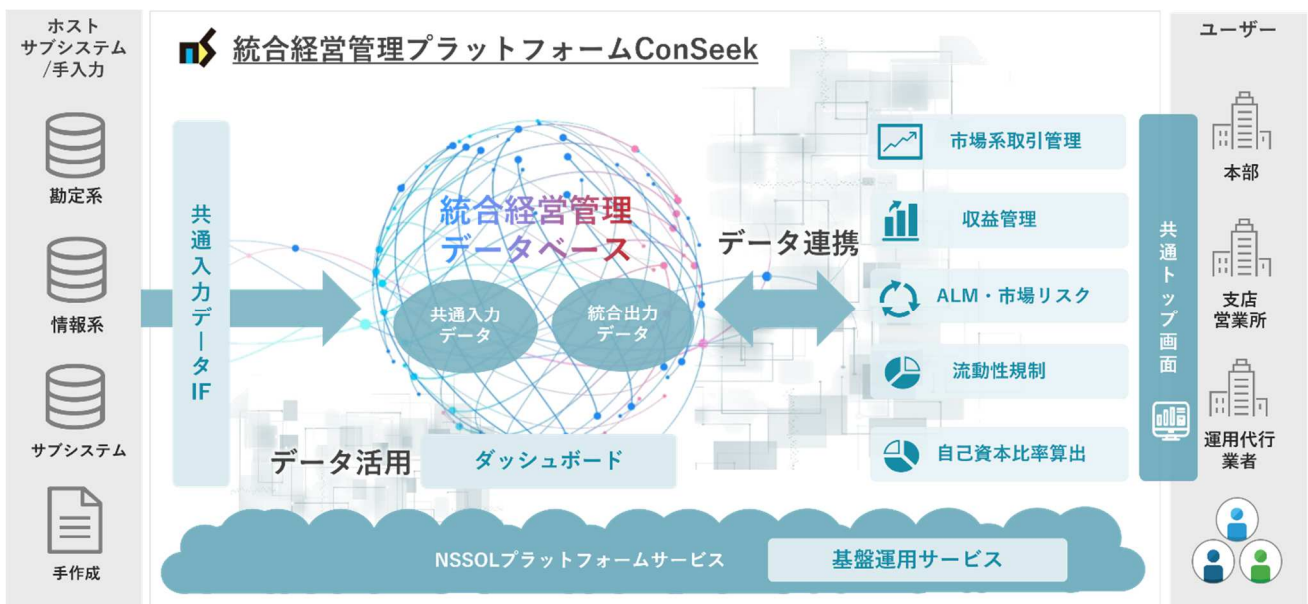 ホスト
サブシステム
/手入力
勘定系
情報系
サブシステム
手作成
統合経営管理プラットフォームConSeek
共通入力データIF
統合経営管理
データベース
共通入力
データ
統合出力
データ
データ活用
ダッシュボード
データ連携
市場系取引管理
収益管理
ALM・市場リスク
流動性規制
自己資本比率算出
共通トップ画面
NSSOLプラットフォームサービス
基盤運用サービス
ユーザー
本部
支店
営業所
運用代行
業者